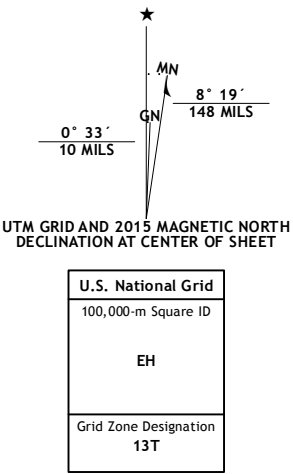 ★
MN
8° 19´
148 MILS
GN
0° 33´
10 MILS
UTM GRID AND 2015 MAGNETIC NORTH
DECLINATION AT CENTER OF SHEET
U.S. National Grid
100,000-m Square ID
EH
Grid Zone Designation
13T